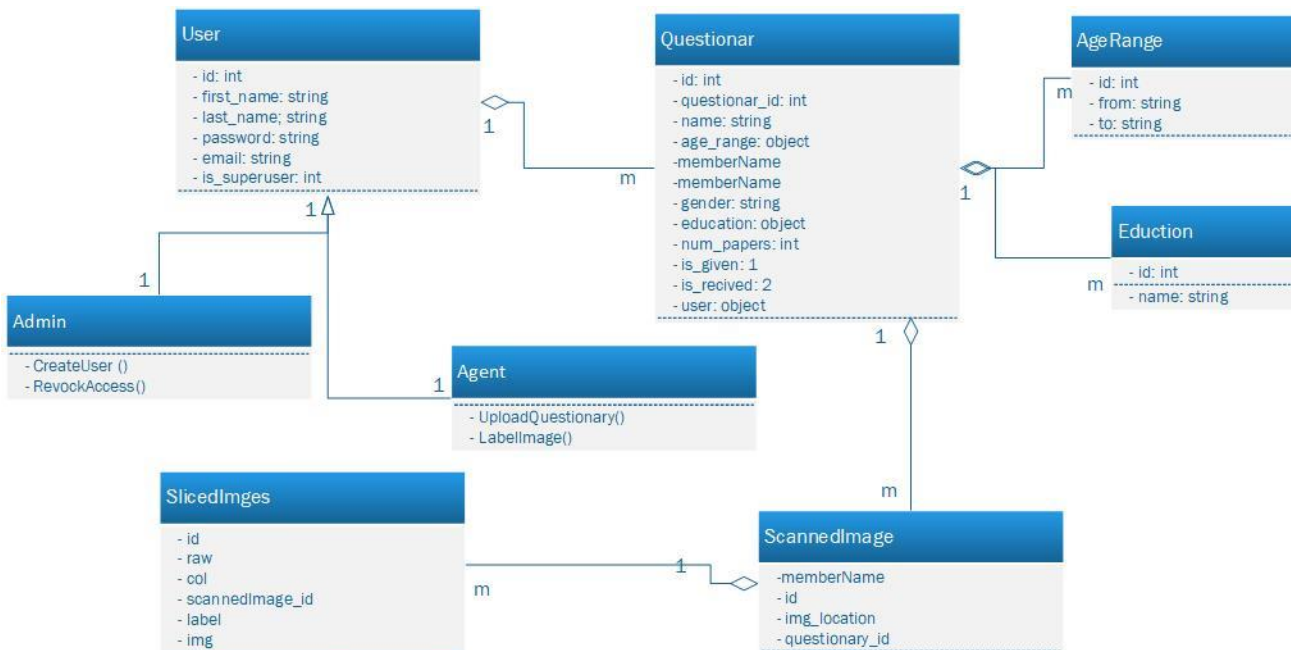 User
- id: int
- first_name: string
- last_name; string
- password: string
- email: string
- is_superuser: int
1
m
1
1
1
Questionar
- id: int
- questionar_id: int
- name: string
- age_range: object
-memberName
-memberName
- gender: string
- education: object
- num_papers: int
- is_given: 1
- is_recived: 2
- user: object
1
m
m
1
m
AgeRange
- id: int
- from: string
- to: string
Eduction
- id: int
- name: string
Admin
- CreateUser ()
- RevockAccess()
Agent
- UploadQuestionary()
- LabelImage()
SlicedImges
- id
- raw
- col
- scannedImage_id
- label
- img
m
1
ScannedImage
-memberName
- id
- img_location
- questionary_id